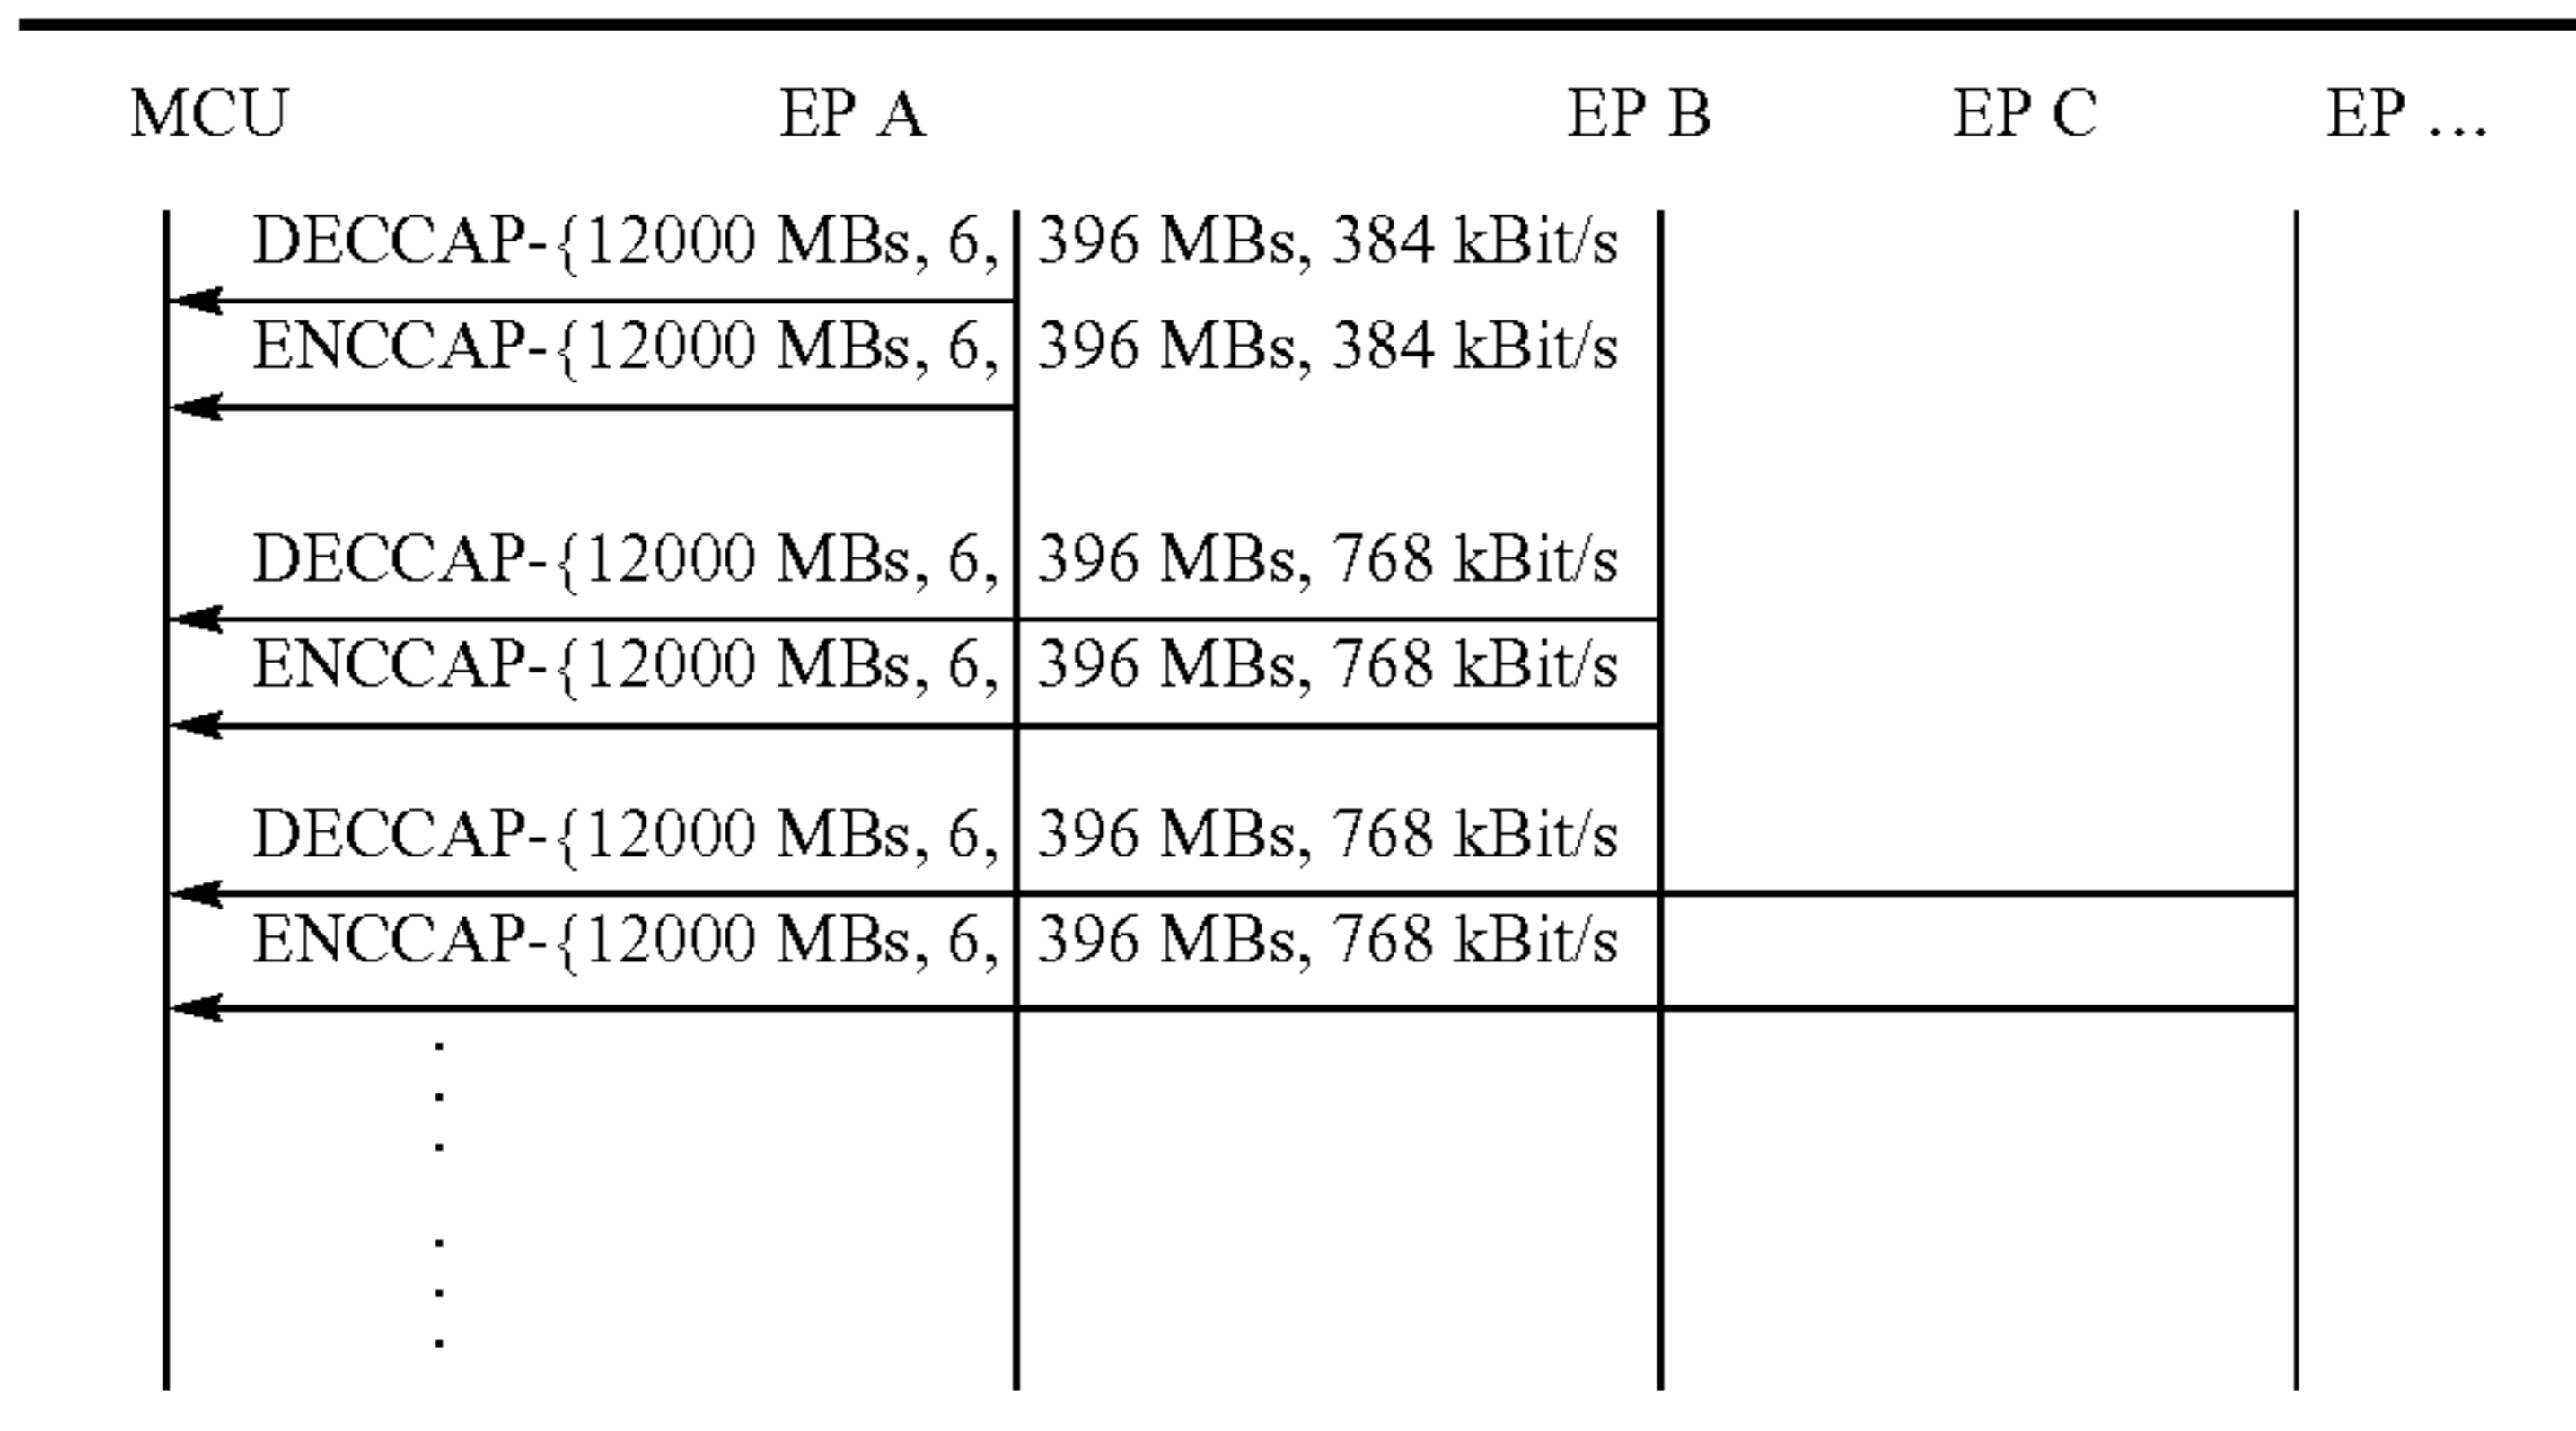 MCU EP A EP B EP C EP ...
DECCAP-{12000 MBs, 6, 396 MBs, 384 kBit/s
ENCCAP-{12000 MBs, 6, 396 MBs, 384 kBit/s
DECCAP-{12000 MBs, 6, 396 MBs, 768 kBit/s
ENCCAP-{12000 MBs, 6, 396 MBs, 768 kBit/s
DECCAP-{12000 MBs, 6, 396 MBs, 768 kBit/s
ENCCAP-{12000 MBs, 6, 396 MBs, 768 kBit/s
.
.
.
.
.
.